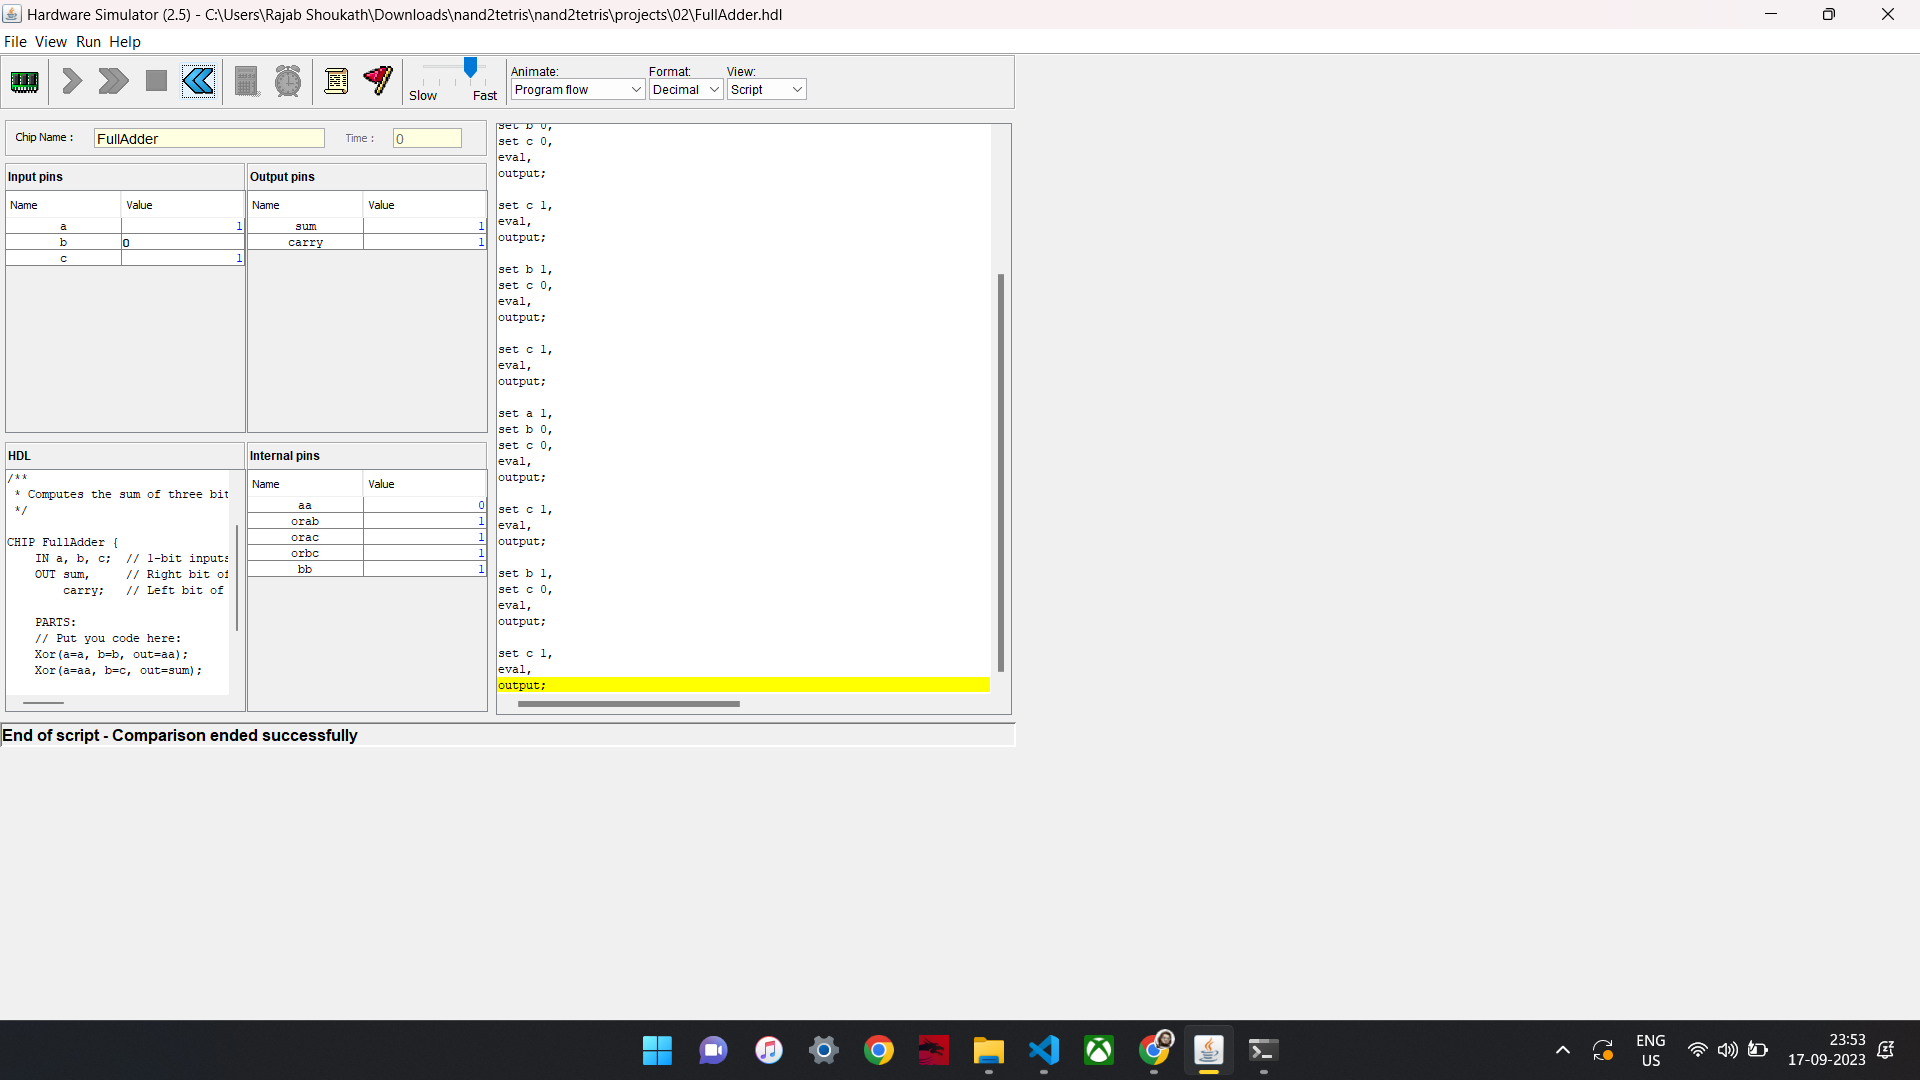 Hardware Simulator (2.5) - C:\Users\Rajab Shoukath\Downloads\nand2tetris\nand2tetris\projects\02\FullAdder.hdl
File View Run Help
Slow Fast
Animate: Format: View:
Program flow Decimal Script
Chip Name : FullAdder Time : 0
Input pins
Name Value
a 1
b 0
c 1
Output pins
Name Value
sum 1
carry 1
HDL
/**
* Computes the sum of three bit
*/
CHIP FullAdder {
IN a, b, c; // 1-bit inputs
OUT sum, // Right bit of
carry; // Left bit of
PARTS:
// Put you code here:
Xor(a=a, b=b, out=aa);
Xor(a=aa, b=c, out=sum);
Internal pins
Name Value
aa 0
orab 1
orac 1
orbc 1
bb 1
set b 0,
set c 0,
eval,
output;
set c 1,
eval,
output;
set b 1,
set c 0,
eval,
output;
set c 1,
eval,
output;
set a 1,
set b 0,
set c 0,
eval,
output;
set c 1,
eval,
output;
set b 1,
set c 0,
eval,
output;
set c 1,
eval,
output;
End of script - Comparison ended successfully
ENG
US
23:53
17-09-2023